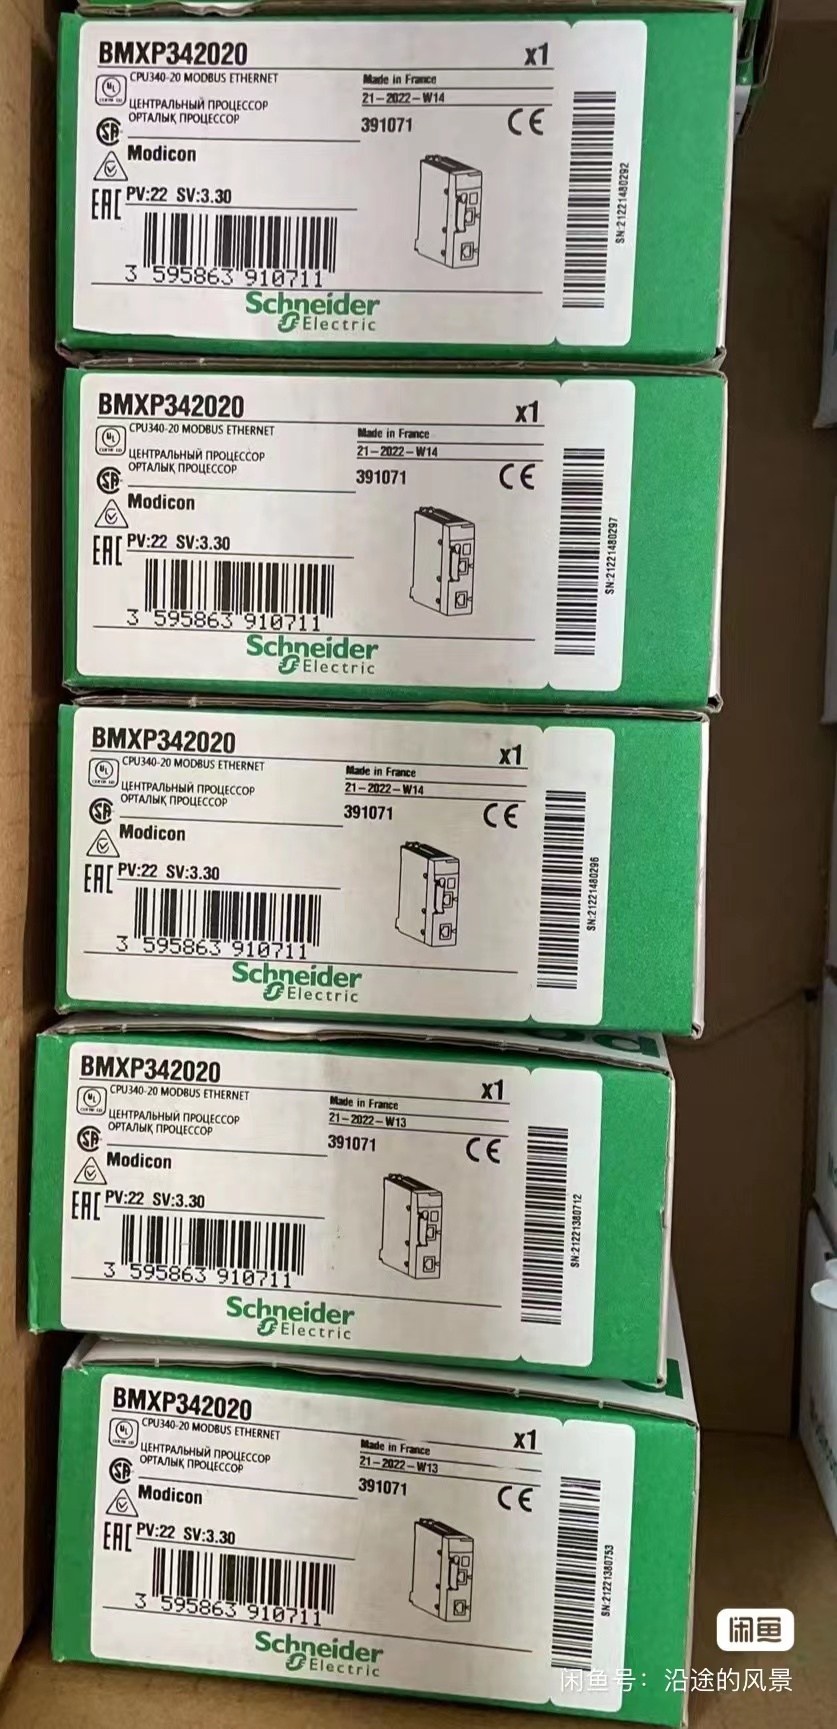 BMXP342020
x1
CPU340-20 MODBUS ETHERNET
Made in France
ЦЕНТРАЛЬНЫЙ ПРОЦЕССОР
21-2022-W14
ОРТАЛЫҚ ПРОЦЕССОР
391071
CE
Modicon
EAC PV:22 SV:3.30
3 595863 910711
SN:21221480292
Schneider
Electric
BMXP342020
x1
CPU340-20 MODBUS ETHERNET
Made in France
ЦЕНТРАЛЬНЫЙ ПРОЦЕССОР
21-2022-W14
ОРТАЛЫҚ ПРОЦЕССОР
391071
CE
Modicon
EAC PV:22 SV:3.30
3 595863 910711
SN:21221480297
Schneider
Electric
BMXP342020
x1
CPU340-20 MODBUS ETHERNET
Made in France
ЦЕНТРАЛЬНЫЙ ПРОЦЕССОР
21-2022-W14
ОРТАЛЫҚ ПРОЦЕССОР
391071
CE
Modicon
EAC PV:22 SV:3.30
3 595863 910711
SN:21221480296
Schneider
Electric
BMXP342020
x1
CPU340-20 MODBUS ETHERNET
Made in France
ЦЕНТРАЛЬНЫЙ ПРОЦЕССОР
21-2022-W13
ОРТАЛЫҚ ПРОЦЕССОР
391071
CE
Modicon
EAC PV:22 SV:3.30
3 595863 910711
SN:21221380712
Schneider
Electric
BMXP342020
x1
CPU340-20 MODBUS ETHERNET
Made in France
ЦЕНТРАЛЬНЫЙ ПРОЦЕССОР
21-2022-W13
ОРТАЛЫҚ ПРОЦЕССОР
391071
CE
Modicon
EAC PV:22 SV:3.30
3 595863 910711
SN:21221380753
Schneider
Electric
闲鱼
闲鱼号：沿途的风景